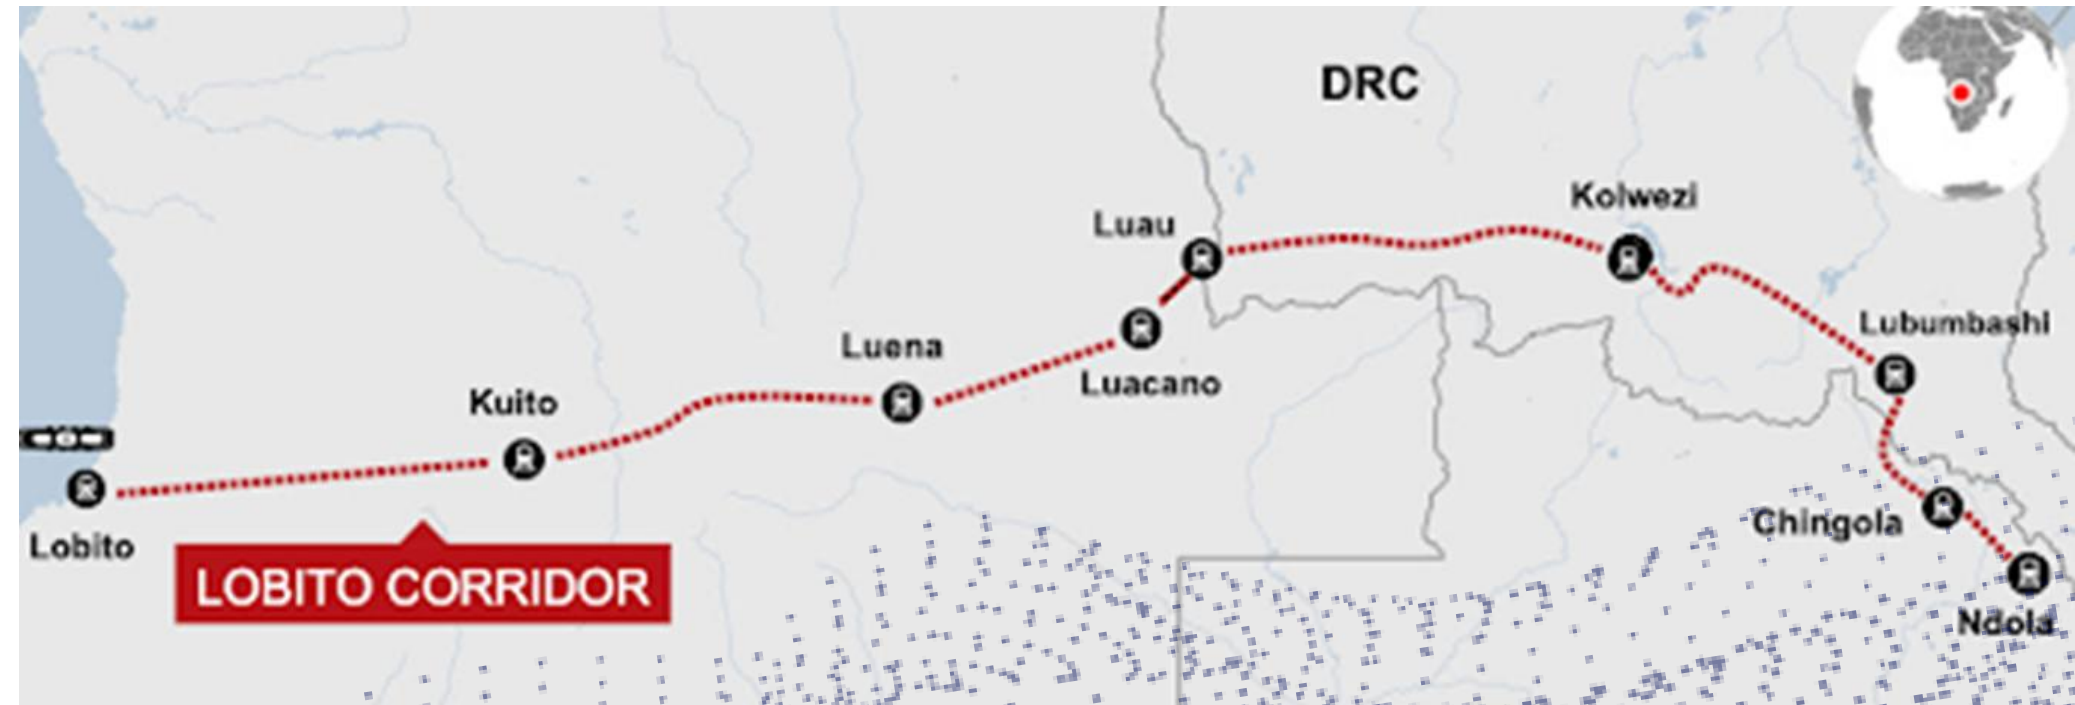 DRC
Kolwezi
Luau
Lubumbashi
Luena
Luacano
Kuito
Chingola
Lobito
LOBITO CORRIDOR
Ndola